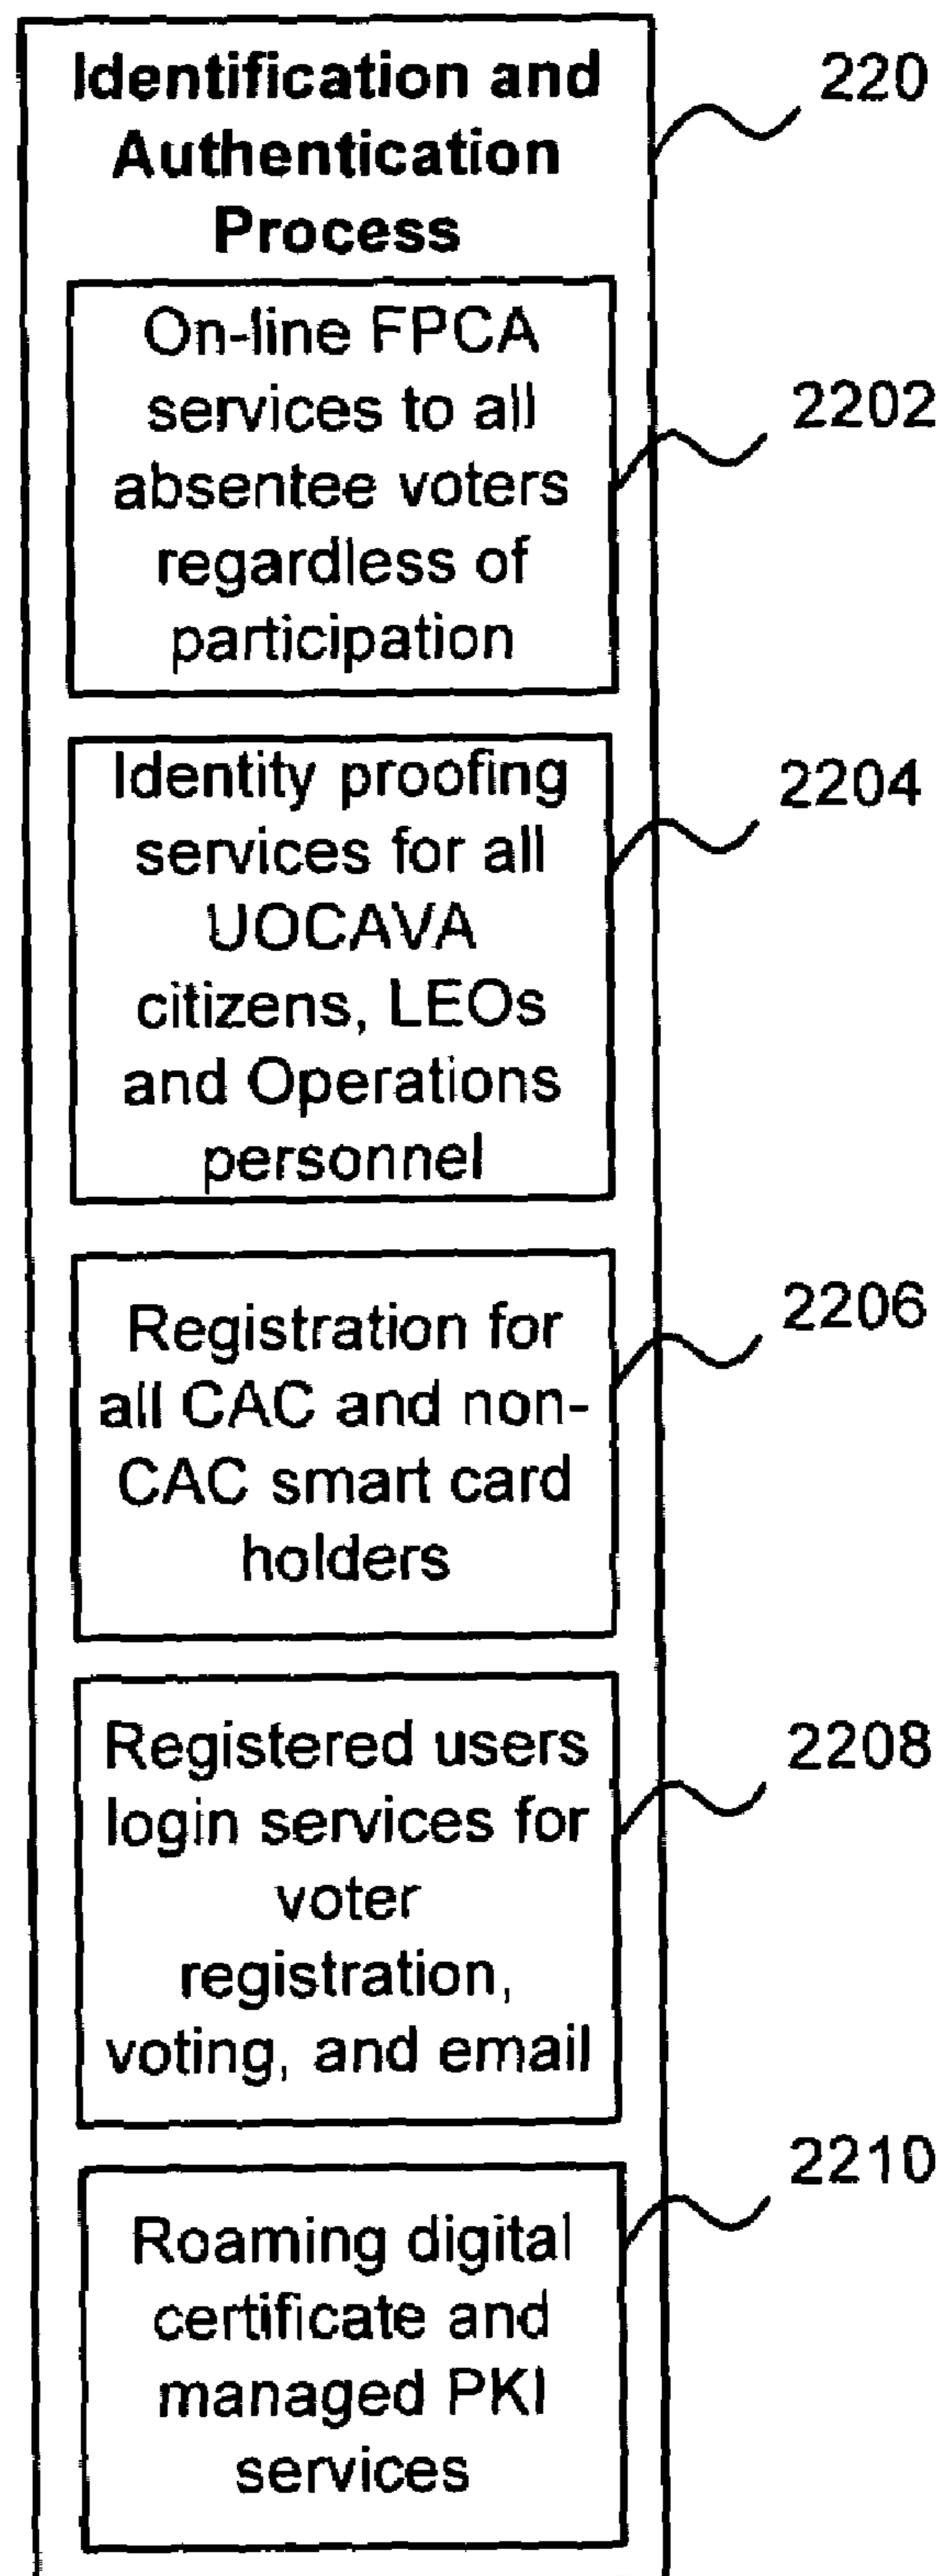 Identification and
Authentication
Process
220
On-line FPCA
services to all
absentee voters
regardless of
participation
2202
Identity proofing
services for all
UOCAVA
citizens, LEOs
and Operations
personnel
2204
Registration for
all CAC and non-
CAC smart card
holders
2206
Registered users
login services for
voter
registration,
voting, and email
2208
Roaming digital
certificate and
managed PKI
services
2210